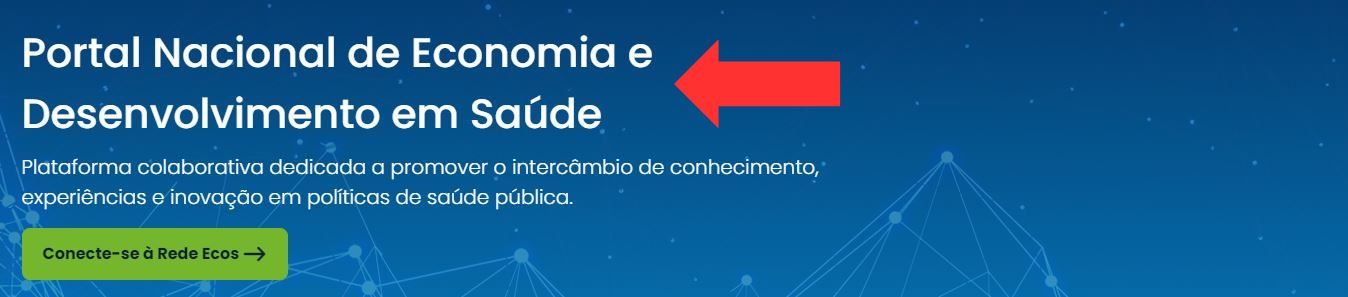 Portal Nacional de Economia e
Desenvolvimento em Saúde
Plataforma colaborativa dedicada a promover o intercâmbio de conhecimento,
experiências e inovação em políticas de saúde pública.
Conecte-se à Rede Ecos